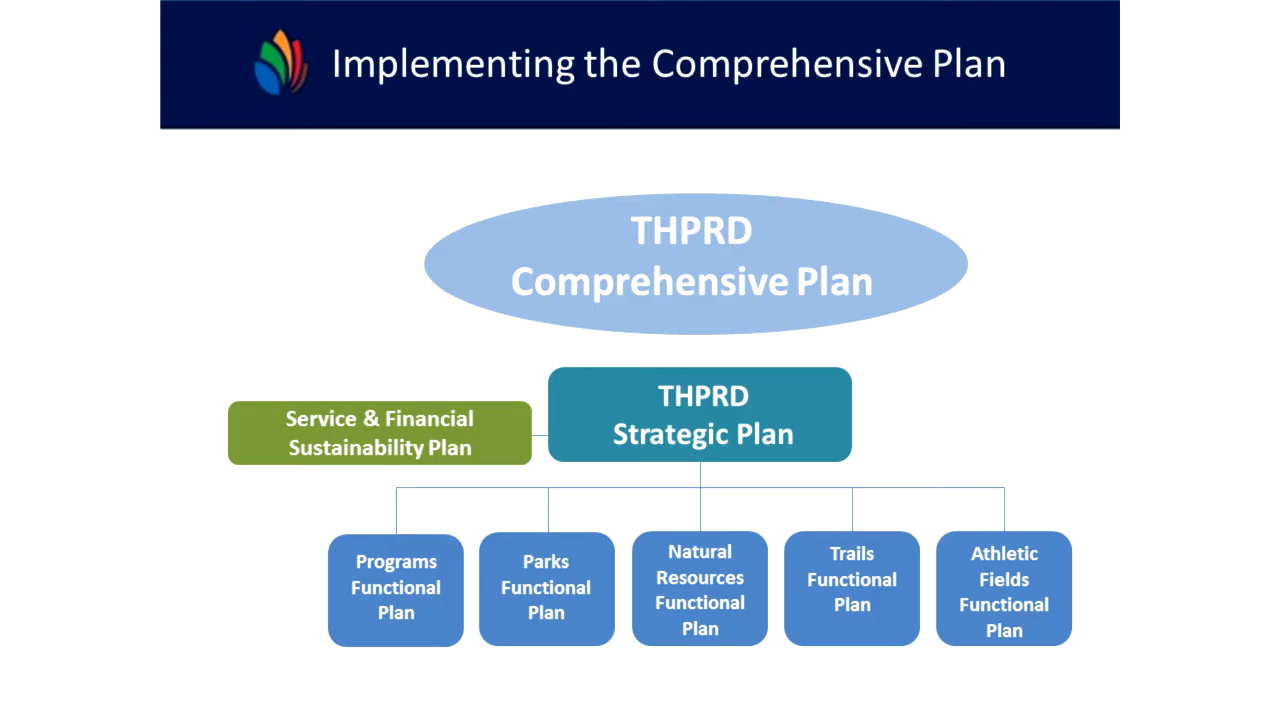 Implementing the Comprehensive Plan
THPRD
Comprehensive Plan
THPRD
Strategic Plan
Service & Financial
Sustainability Plan
Programs
Functional
Plan
Parks
Functional
Plan
Natural
Resources
Functional
Plan
Trails
Functional
Plan
Athletic
Fields
Functional
Plan